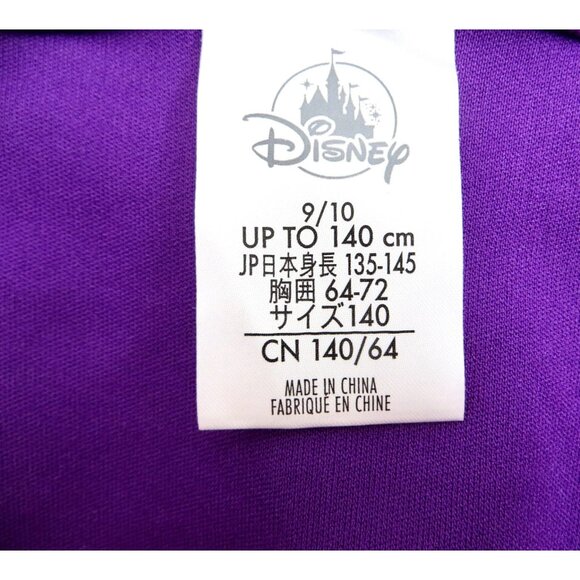 Disney
9/10
UP TO 140 cm
JP日本身長 135-145
胸囲 64-72
サイズ140
CN 140/64
MADE IN CHINA
FABRIQUÉ EN CHINE